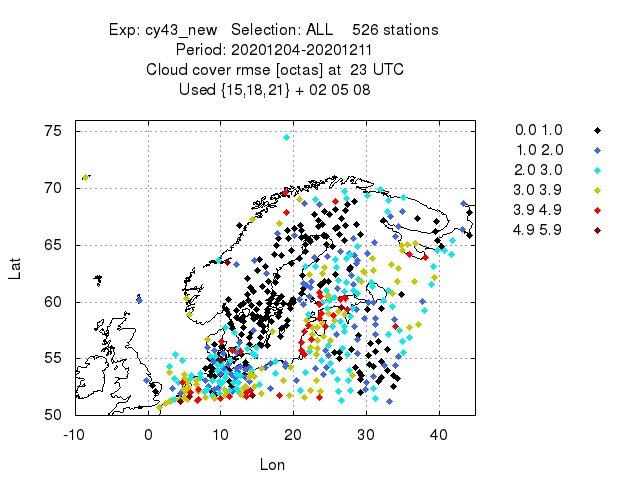 Exp: cy43_new Selection: ALL 526 stations
Period: 20201204-20201211
Cloud cover rmse [octas] at 23 UTC
Used {15,18,21} + 02 05 08
0.0 1.0
1.0 2.0
2.0 3.0
3.0 3.9
3.9 4.9
4.9 5.9
75
70
65
60
55
50
Lat
-10 0 10 20 30 40
Lon